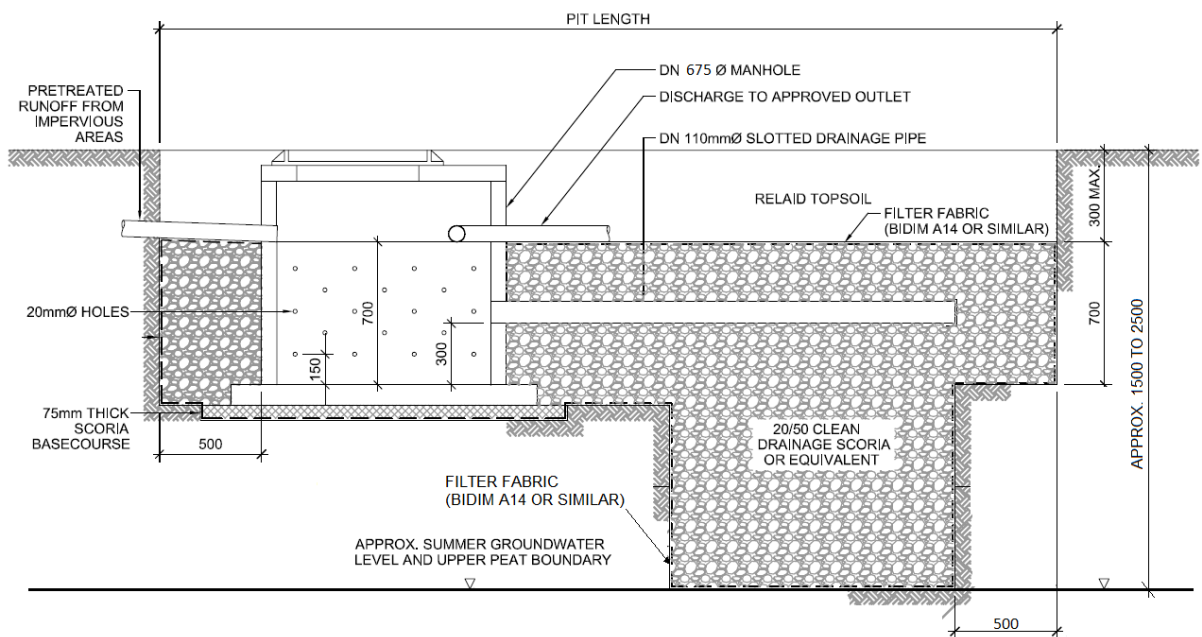 PIT LENGTH
DN 675 Ø MANHOLE
DISCHARGE TO APPROVED OUTLET
DN 110mmØ SLOTTED DRAINAGE PIPE
PRETREATED
RUNOFF FROM
IMPERVIOUS
AREAS
RELAID TOPSOIL
FILTER FABRIC
(BIDIM A14 OR SIMILAR)
300 MAX.
20mmØ HOLES
700
300
150
700
APPROX. 1500 TO 2500
75mm THICK
SCORIA
BASECOURSE
500
20/50 CLEAN
DRAINAGE SCORIA
OR EQUIVALENT
FILTER FABRIC
(BIDIM A14 OR SIMILAR)
APPROX. SUMMER GROUNDWATER
LEVEL AND UPPER PEAT BOUNDARY
500